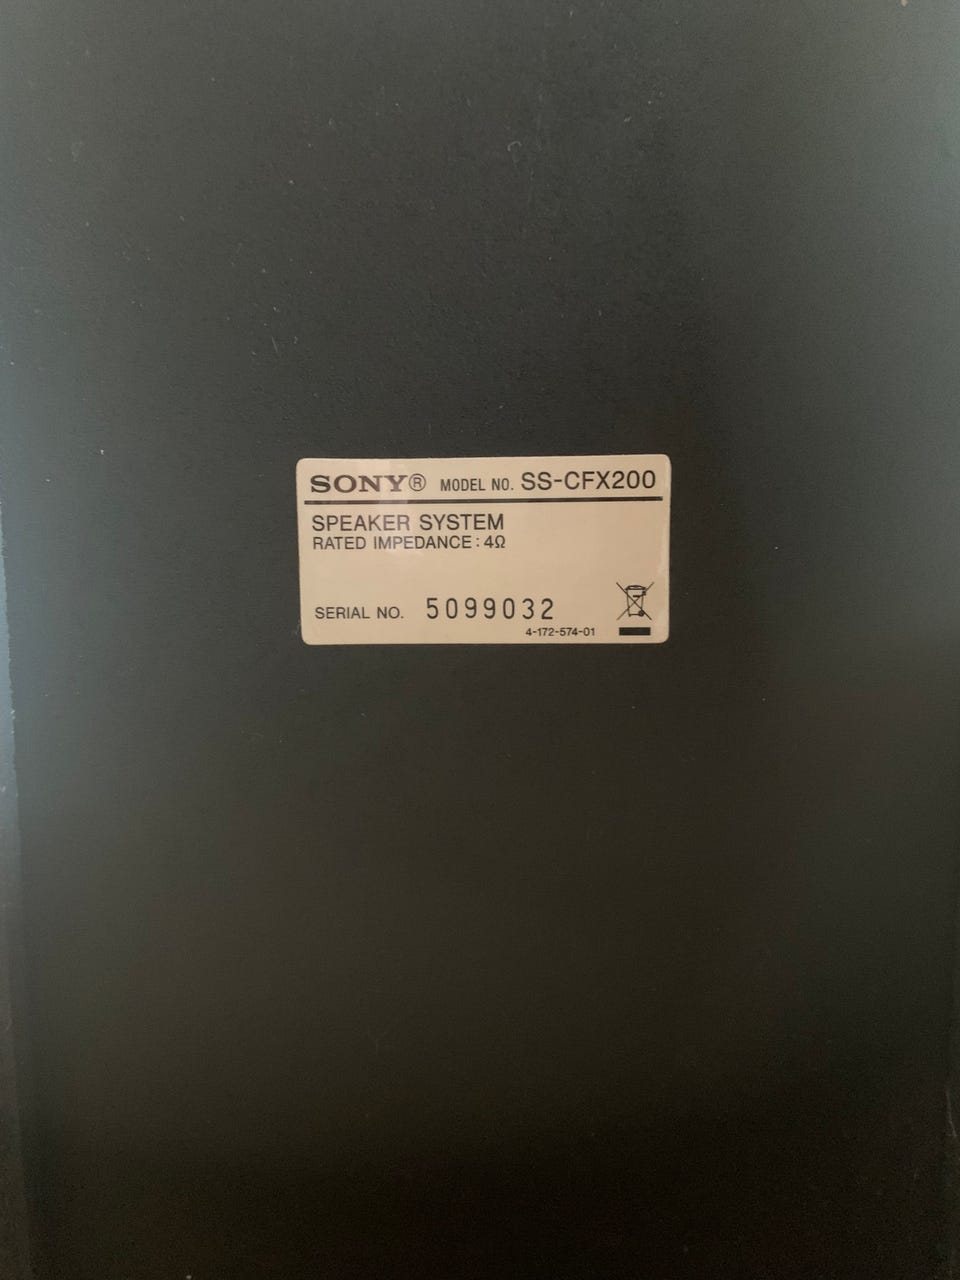 SONY® MODEL NO. SS-CFX200
SPEAKER SYSTEM
RATED IMPEDANCE : 4Ω
SERIAL NO. 5099032
4-172-574-01